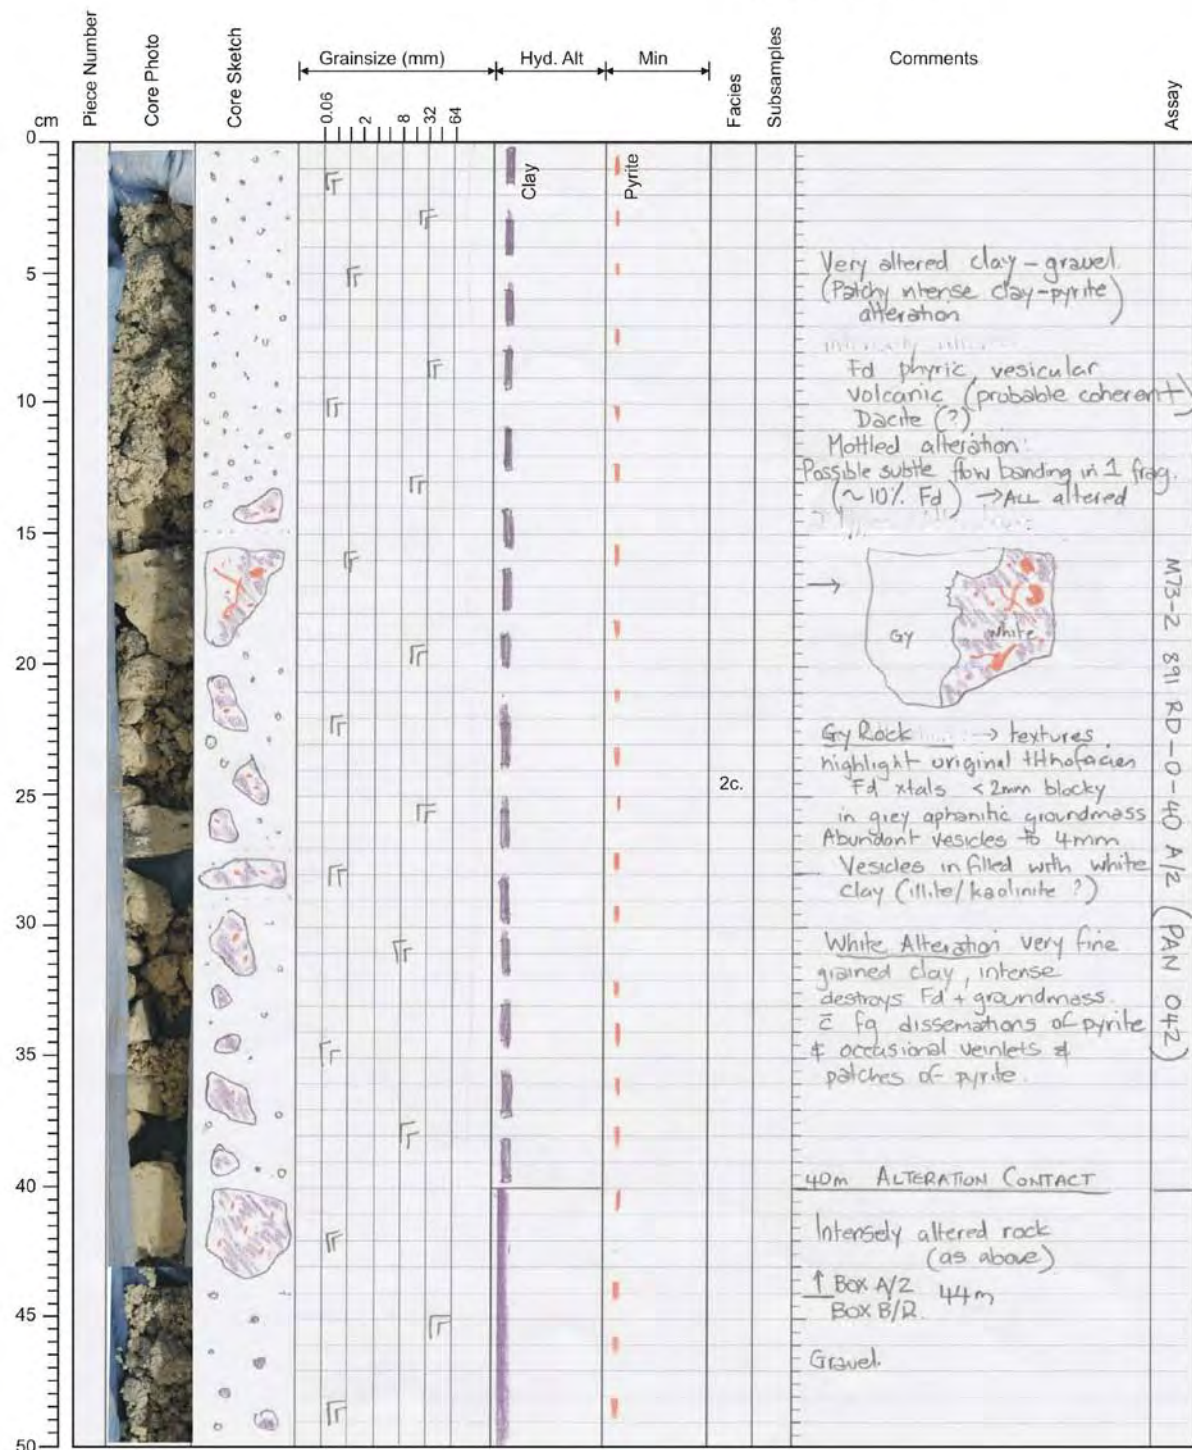 Piece Number
Core Photo
Core Sketch
Grainsize (mm)
Hyd. Alt
Min
Facies
Subsamples
Comments
Assay
cm
0.06
2
8
32
64
0
5
10
15
20
25
30
35
40
45
50
Clay
Pyrite
2c.
Very altered clay-gravel.
(Patchy intense clay-pyrite)
alteration
Fd phyric vesicular
volcanic (probable coherent)
Dacite (?)
Mottled alteration:
Possible subtle flow banding in 1 frag.
(~10% Fd) → ALL altered
→
Gy
White
Gy Rock → textures
highlight original lithofacies
Fd xtals <2mm blocky
in grey aphanitic groundmass
Abundant vesicles to 4mm
Vesicles infilled with white
clay (illite/kaolinite ?)
White Alteration very fine
grained clay, intense
destroys Fd + groundmass.
c̄ fg dissemations of pyrite
& occasional veinlets &
patches of pyrite.
40m ALTERATION CONTACT
Intensely altered rock
(as above)
↑ Box A/2 44m
Box B/2.
Gravel.
M73-2 891 RD-0-40 A/2 (PAN 042)